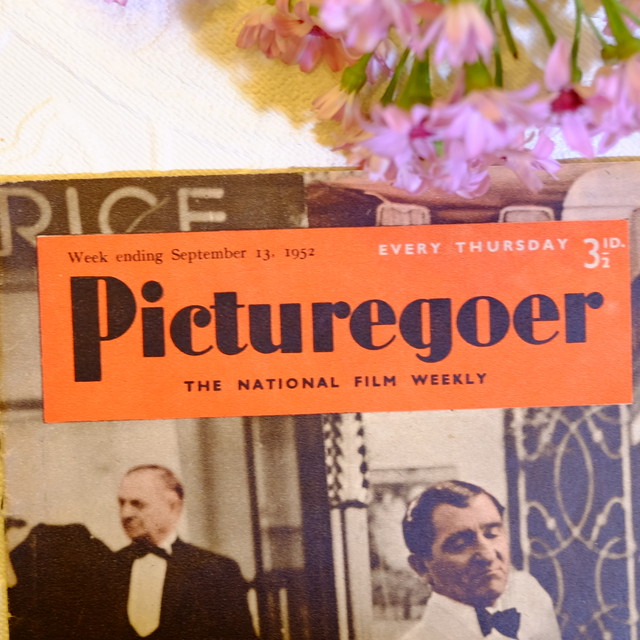 RICE
Week ending September 13, 1952
EVERY THURSDAY 3½D.
Picturegoer
THE NATIONAL FILM WEEKLY